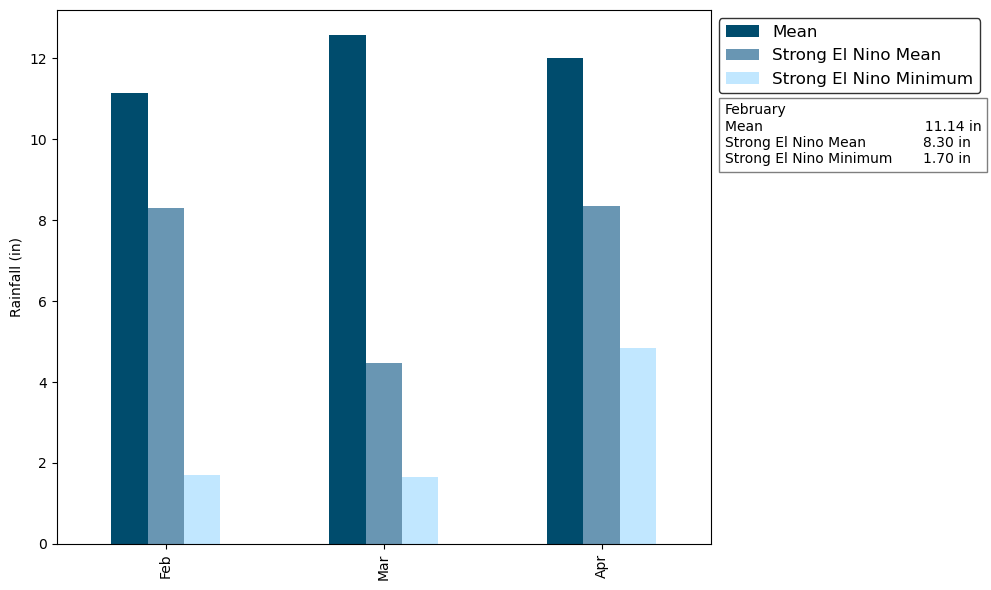 Mean
Strong El Nino Mean
Strong El Nino Minimum
February
Mean 11.14 in
Strong El Nino Mean 8.30 in
Strong El Nino Minimum 1.70 in
Rainfall (in)
12
10
8
6
4
2
0
Feb
Mar
Apr